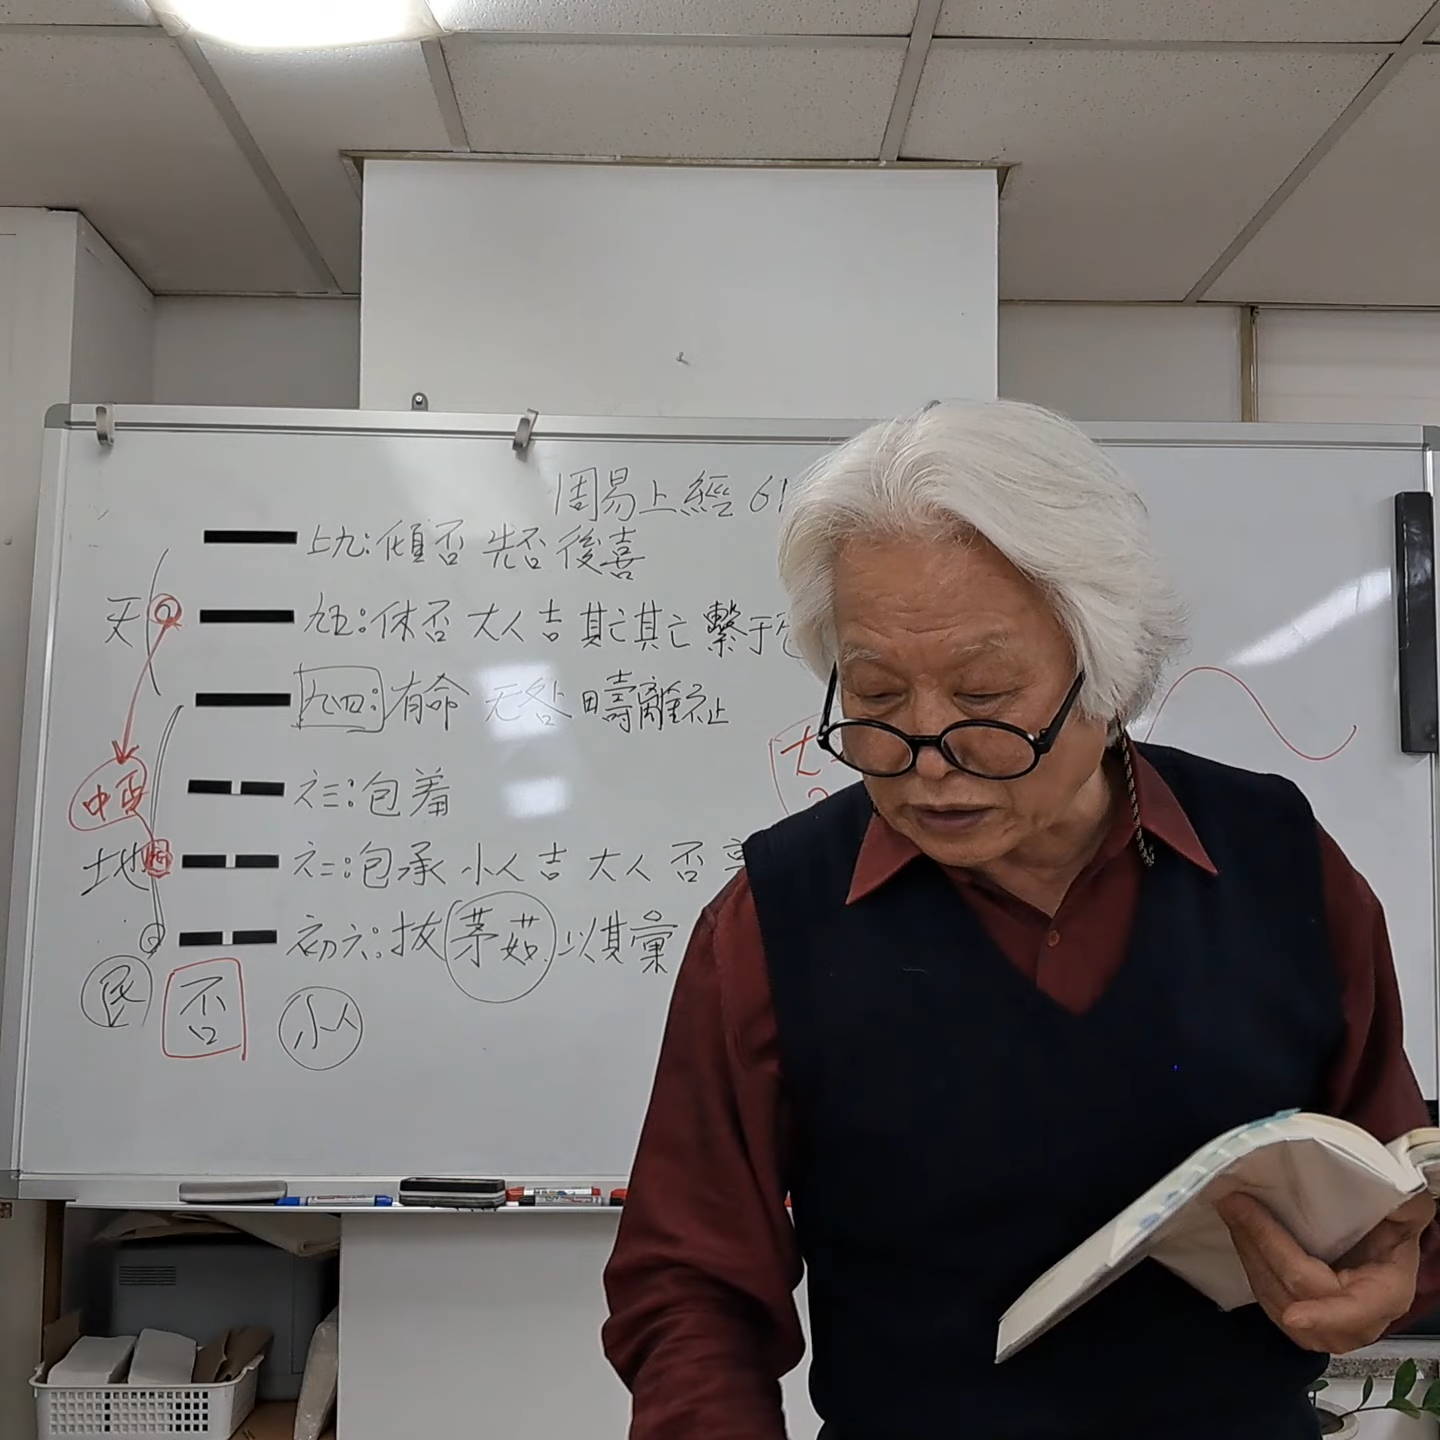 周易上經 61
上九: 傾否 先否 後喜
天
九五: 休否 大人吉 其亡其亡 繫于
九四: 有命 无咎 疇離祉
六三: 包羞
中正
地
六二: 包承 小人吉 大人 否
初六: 拔茅茹 以其彙
民
否
小人